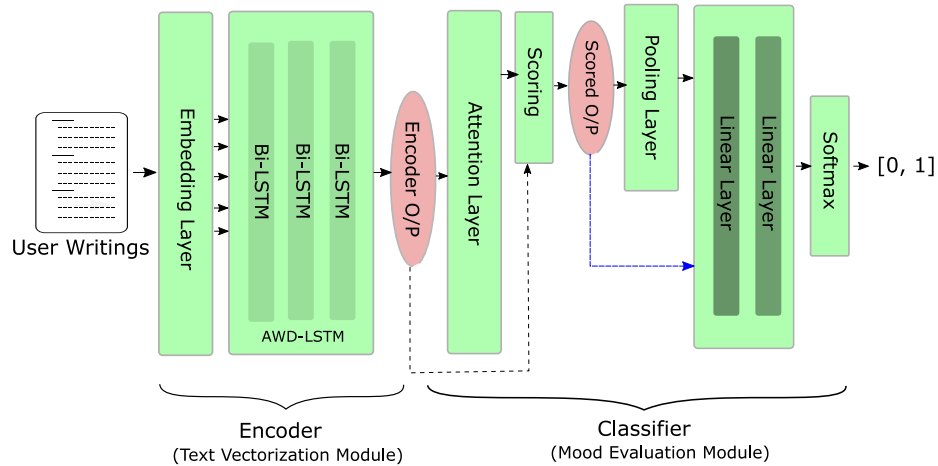 User Writings
Embedding Layer
Bi-LSTM
Bi-LSTM
Bi-LSTM
AWD-LSTM
Encoder O/P
Attention Layer
Scoring
Scored O/P
Pooling Layer
Linear Layer
Linear Layer
Softmax
[0, 1]
Encoder
(Text Vectorization Module)
Classifier
(Mood Evaluation Module)